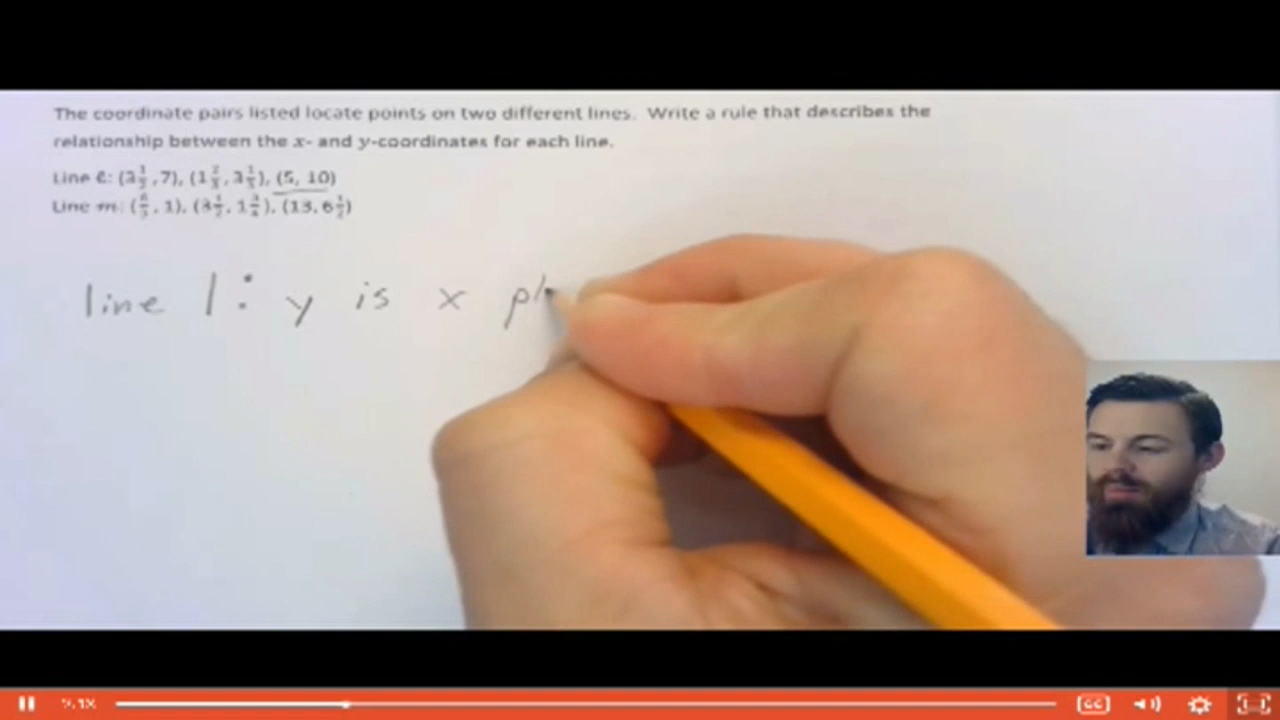 The coordinate pairs listed locate points on two different lines. Write a rule that describes the
relationship between the x- and y-coordinates for each line.
Line ℓ: (3½, 7), (1⅔, 3⅓), (5, 10)
Line m: (, 1), (3½, 1¾), (13, 6½)
line l: y is x pl
CC